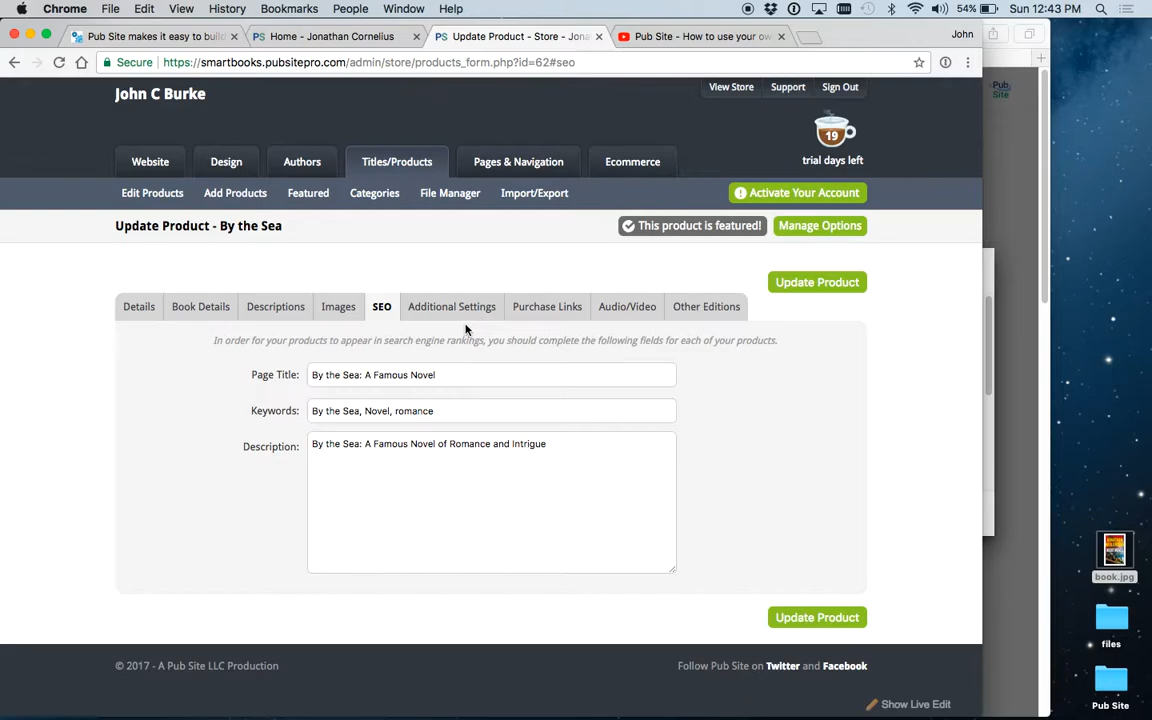 Chrome File Edit View History Bookmarks People Window Help 54% Sun 12:43 PM
PS Pub Site makes it easy to build
PS Home - Jonathan Cornelius
PS Update Product - Store - Jona
Pub Site - How to use your ow
John
Secure https://smartbooks.pubsitepro.com/admin/store/products_form.php?id=62#seo
Pub
Site
John C Burke
View Store Support Sign Out
19
trial days left
Website Design Authors Titles/Products Pages & Navigation Ecommerce
Edit Products Add Products Featured Categories File Manager Import/Export Activate Your Account
Update Product - By the Sea
This product is featured! Manage Options
Update Product
Details Book Details Descriptions Images SEO Additional Settings Purchase Links Audio/Video Other Editions
In order for your products to appear in search engine rankings, you should complete the following fields for each of your products.
Page Title: By the Sea: A Famous Novel
Keywords: By the Sea, Novel, romance
Description: By the Sea: A Famous Novel of Romance and Intrigue
Update Product
© 2017 - A Pub Site LLC Production
Follow Pub Site on Twitter and Facebook
Show Live Edit
book.jpg
files
Pub Site